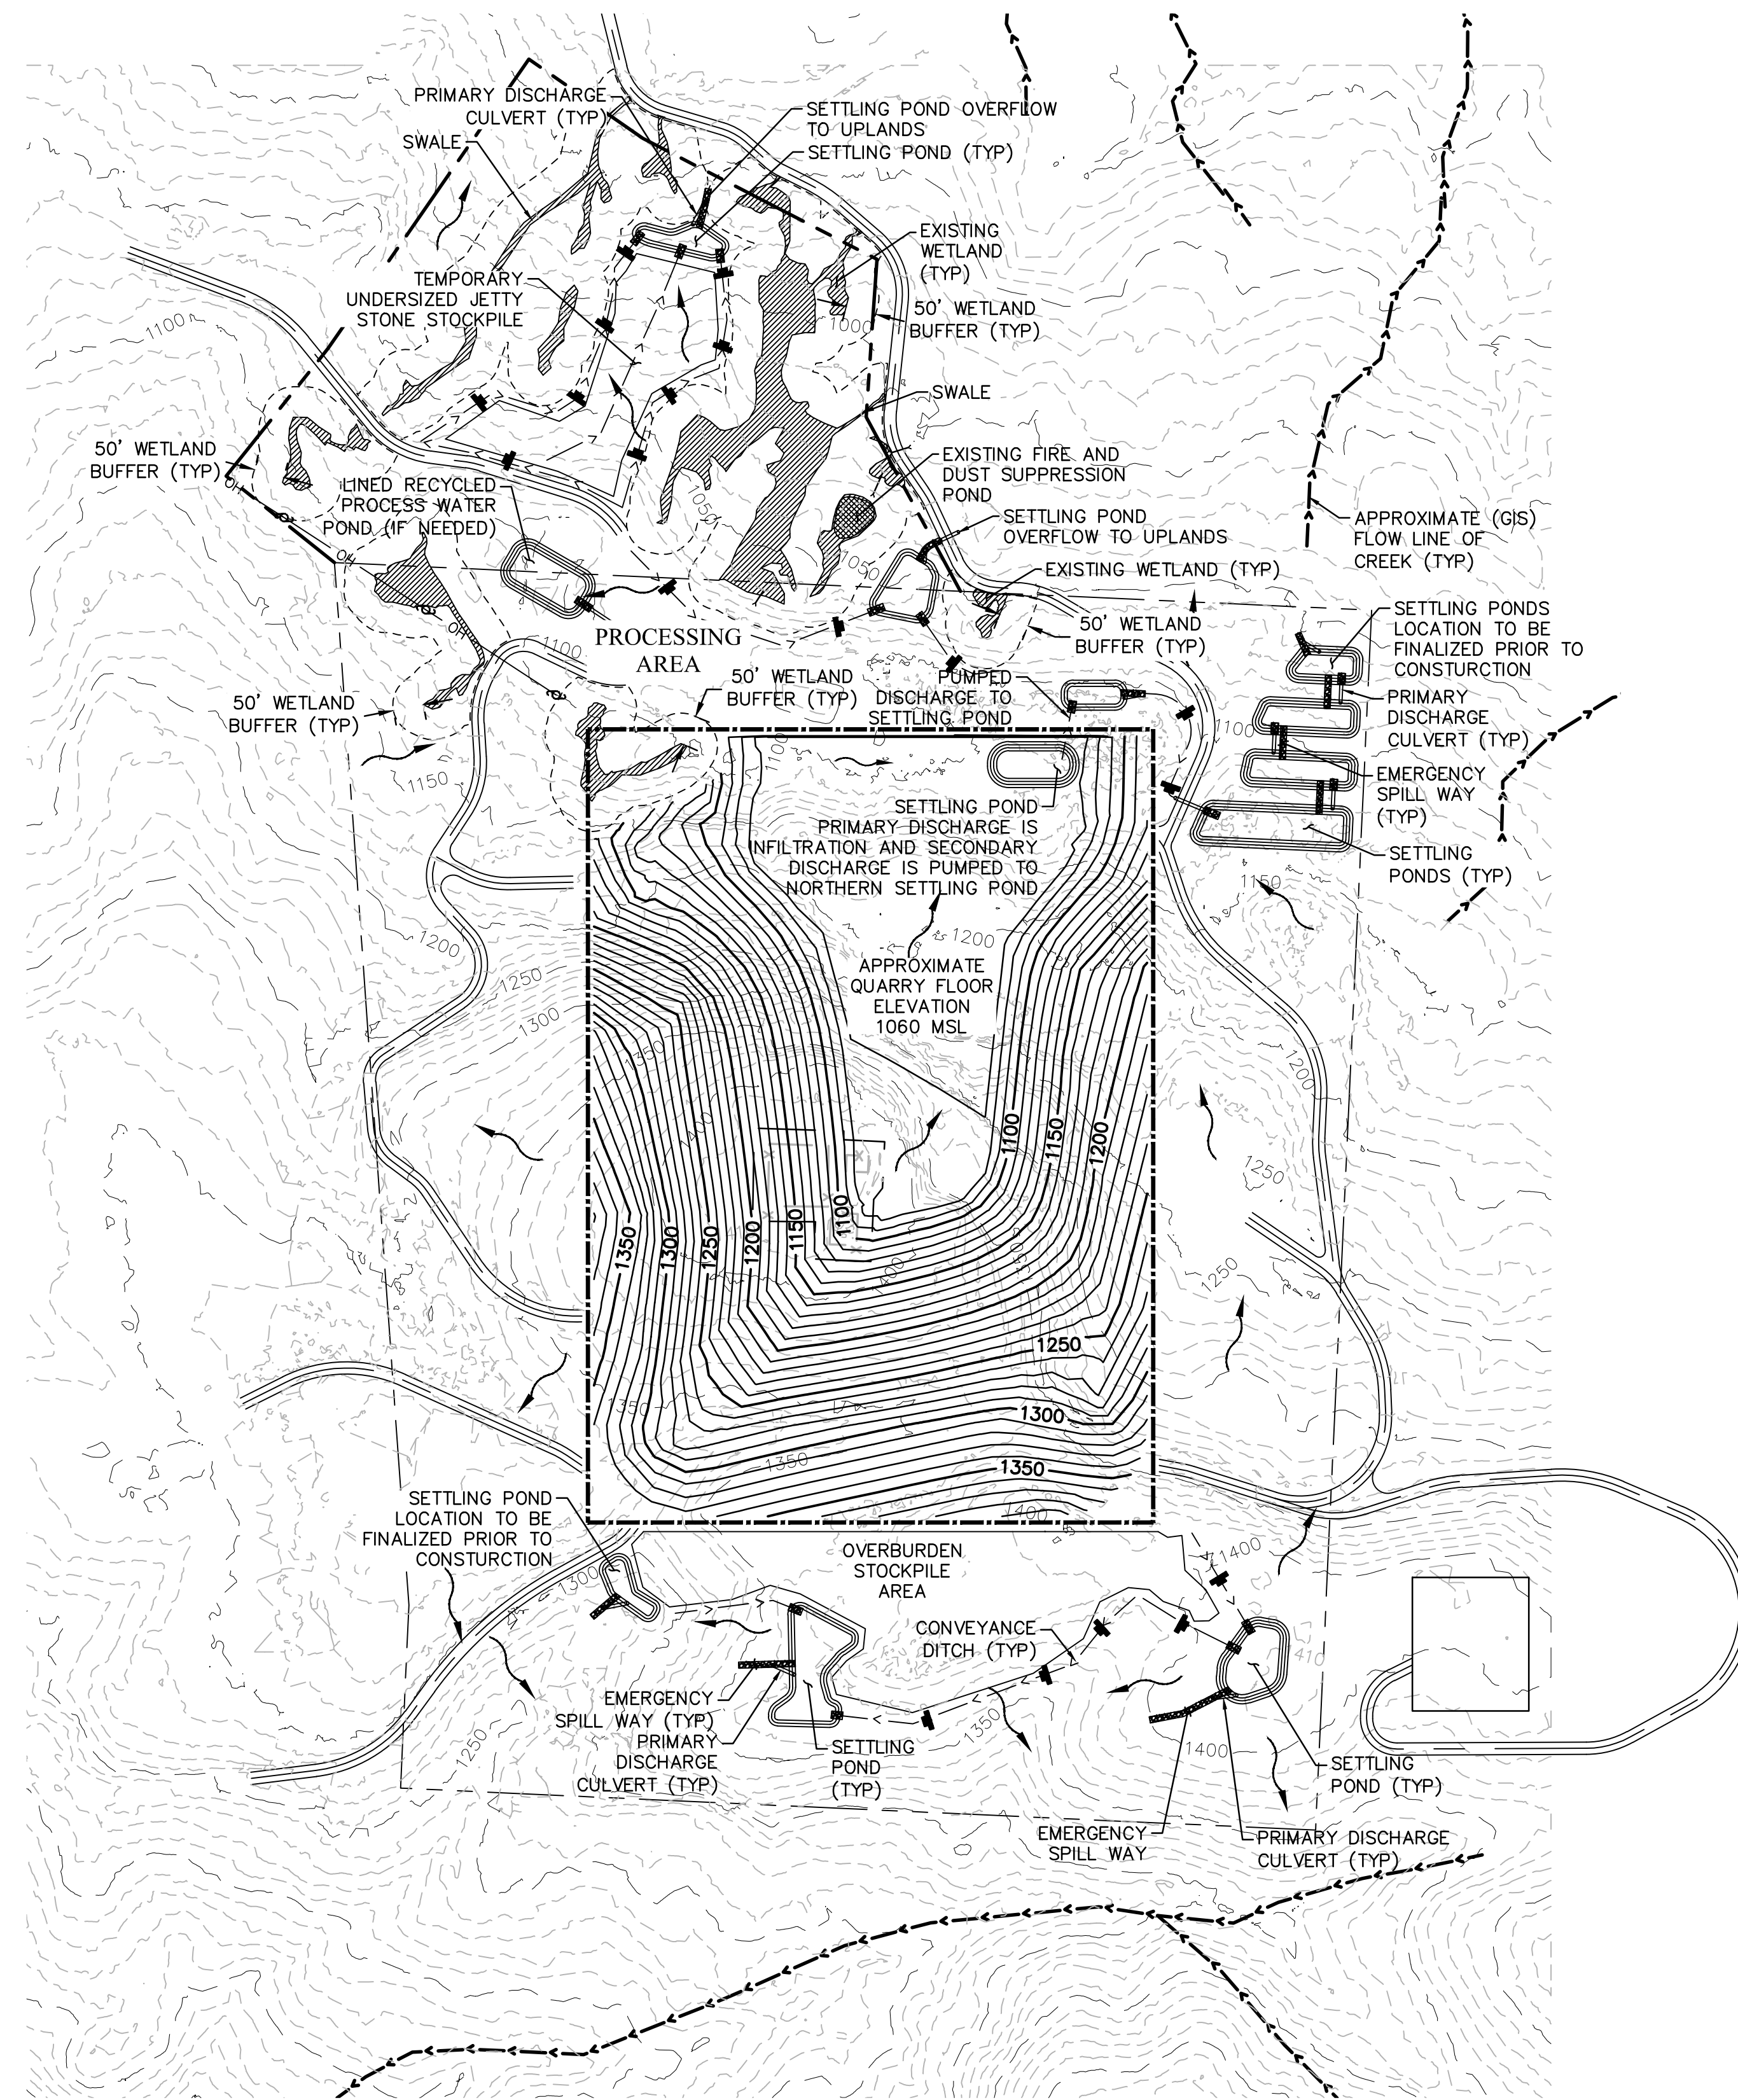 PRIMARY DISCHARGE
CULVERT (TYP)
SWALE
SETTLING POND OVERFLOW
TO UPLANDS
SETTLING POND (TYP)
EXISTING
WETLAND
(TYP)
TEMPORARY
UNDERSIZED JETTY
STONE STOCKPILE
50' WETLAND
BUFFER (TYP)
1100
1000
SWALE
50' WETLAND
BUFFER (TYP)
EXISTING FIRE AND
DUST SUPPRESSION
POND
LINED RECYCLED
PROCESS WATER
POND (IF NEEDED)
1050
SETTLING POND
OVERFLOW TO UPLANDS
APPROXIMATE (GIS)
FLOW LINE OF
CREEK (TYP)
OH
OH
OH
1050
EXISTING WETLAND (TYP)
SETTLING PONDS
LOCATION TO BE
FINALIZED PRIOR TO
CONSTURCTION
PROCESSING
AREA
50' WETLAND
BUFFER (TYP)
1100
50' WETLAND
BUFFER (TYP)
PUMPED
DISCHARGE TO
SETTLING POND
50' WETLAND
BUFFER (TYP)
PRIMARY
DISCHARGE
CULVERT (TYP)
1100
1100
1150
EMERGENCY
SPILL WAY
(TYP)
SETTLING POND
PRIMARY DISCHARGE IS
INFILTRATION AND SECONDARY
DISCHARGE IS PUMPED TO
NORTHERN SETTLING POND
SETTLING
PONDS (TYP)
1150
1200
1200
1250
APPROXIMATE
QUARRY FLOOR
ELEVATION
1060 MSL
1300
1350
1200
1400
1100
1150
1200
1250
1350
1300
1250
1200
1150
1100
1250
400
1250
1350
1300
1350
1350
1400
SETTLING POND
LOCATION TO BE
FINALIZED PRIOR TO
CONSTURCTION
OVERBURDEN
STOCKPILE
AREA
1400
1300
CONVEYANCE
DITCH (TYP)
410
EMERGENCY
SPILL WAY (TYP)
PRIMARY
DISCHARGE
CULVERT (TYP)
SETTLING
POND
(TYP)
1250
1350
1400
SETTLING
POND (TYP)
EMERGENCY
SPILL WAY
PRIMARY DISCHARGE
CULVERT (TYP)